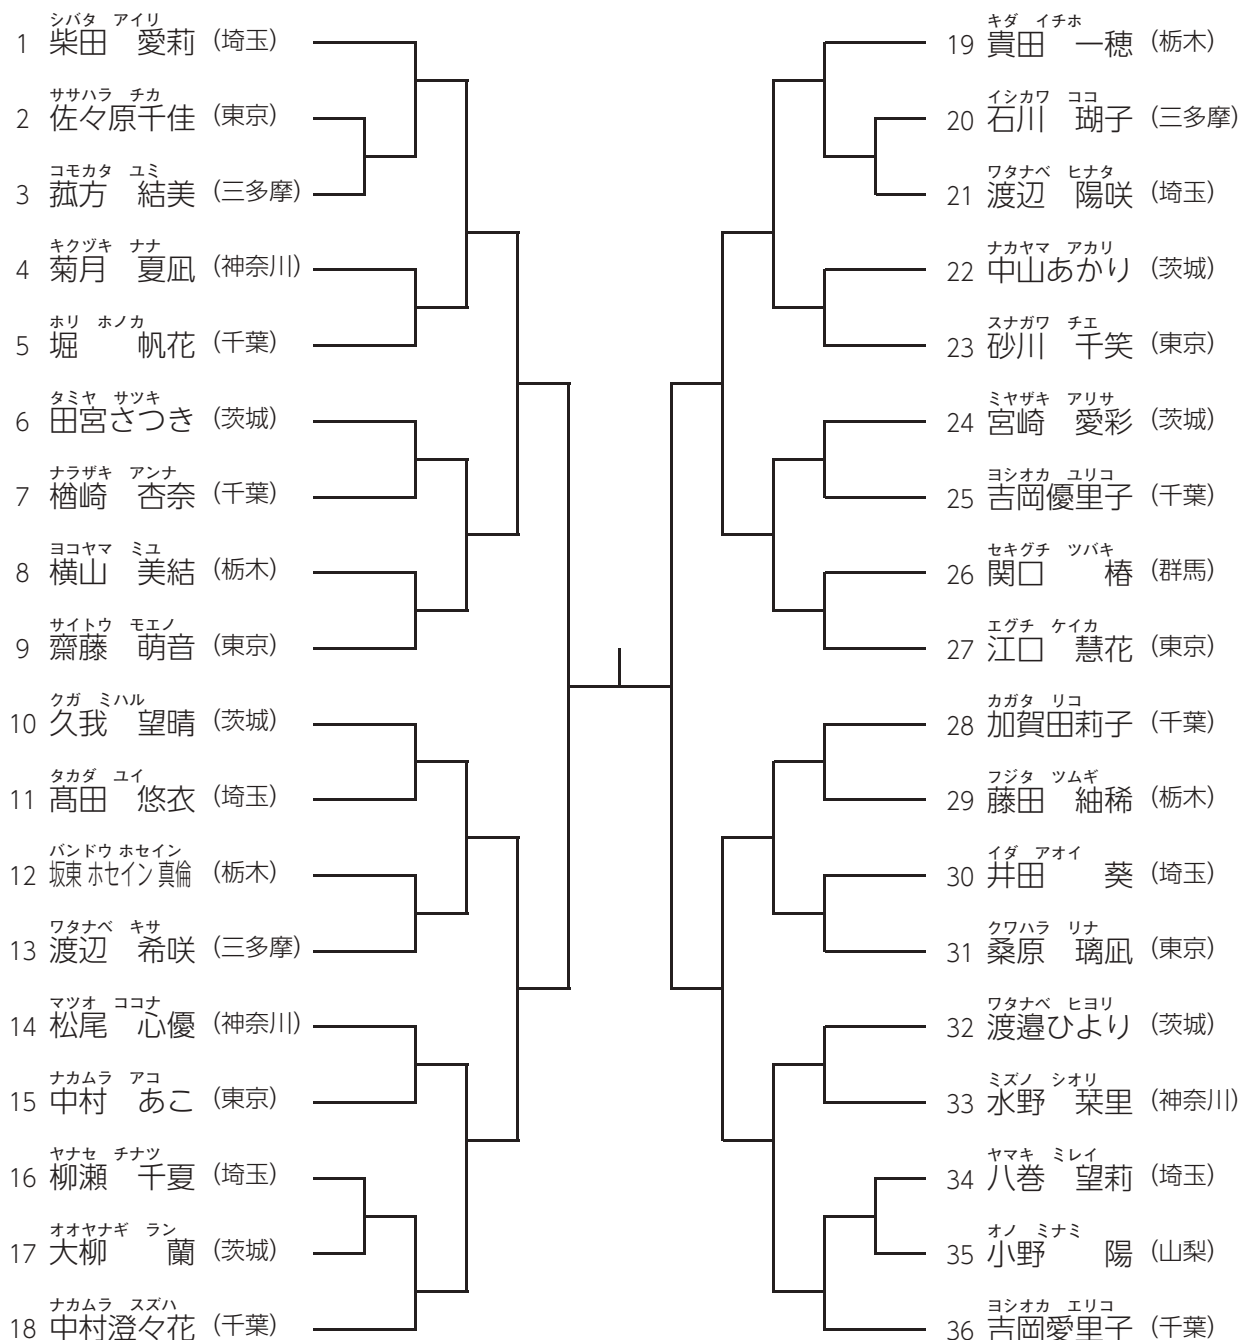 シバタ　アイリ
1 柴田　愛莉 (埼玉)
ササハラ　チカ
2 佐々原千佳 (東京)
コモカタ　ユミ
3 菰方　結美 (三多摩)
キクヅキ　ナナ
4 菊月　夏凪 (神奈川)
ホリ　ホノカ
5 堀　　帆花 (千葉)
タミヤ　サツキ
6 田宮さつき (茨城)
ナラザキ　アンナ
7 楢崎　杏奈 (千葉)
ヨコヤマ　ミユ
8 横山　美結 (栃木)
サイトウ　モエノ
9 齋藤　萌音 (東京)
クガ　ミハル
10 久我　望晴 (茨城)
タカダ　ユイ
11 髙田　悠衣 (埼玉)
バンドウ ホセイン
12 坂東 ホセイン 真倫 (栃木)
ワタナベ　キサ
13 渡辺　希咲 (三多摩)
マツオ　ココナ
14 松尾　心優 (神奈川)
ナカムラ　アコ
15 中村　あこ (東京)
ヤナセ　チナツ
16 柳瀬　千夏 (埼玉)
オオヤナギ　ラン
17 大柳　　蘭 (茨城)
ナカムラ　スズハ
18 中村澄々花 (千葉)
キダ　イチホ
19 貴田　一穂 (栃木)
イシカワ　ココ
20 石川　瑚子 (三多摩)
ワタナベ　ヒナタ
21 渡辺　陽咲 (埼玉)
ナカヤマ　アカリ
22 中山あかり (茨城)
スナガワ　チエ
23 砂川　千笑 (東京)
ミヤザキ　アリサ
24 宮崎　愛彩 (茨城)
ヨシオカ　ユリコ
25 吉岡優里子 (千葉)
セキグチ　ツバキ
26 関口　　椿 (群馬)
エグチ　ケイカ
27 江口　慧花 (東京)
カガタ　リコ
28 加賀田莉子 (千葉)
フジタ　ツムギ
29 藤田　紬稀 (栃木)
イダ　アオイ
30 井田　　葵 (埼玉)
クワハラ　リナ
31 桑原　璃凪 (東京)
ワタナベ　ヒヨリ
32 渡邉ひより (茨城)
ミズノ　シオリ
33 水野　栞里 (神奈川)
ヤマキ　ミレイ
34 八巻　望莉 (埼玉)
オノ　ミナミ
35 小野　　陽 (山梨)
ヨシオカ　エリコ
36 吉岡愛里子 (千葉)